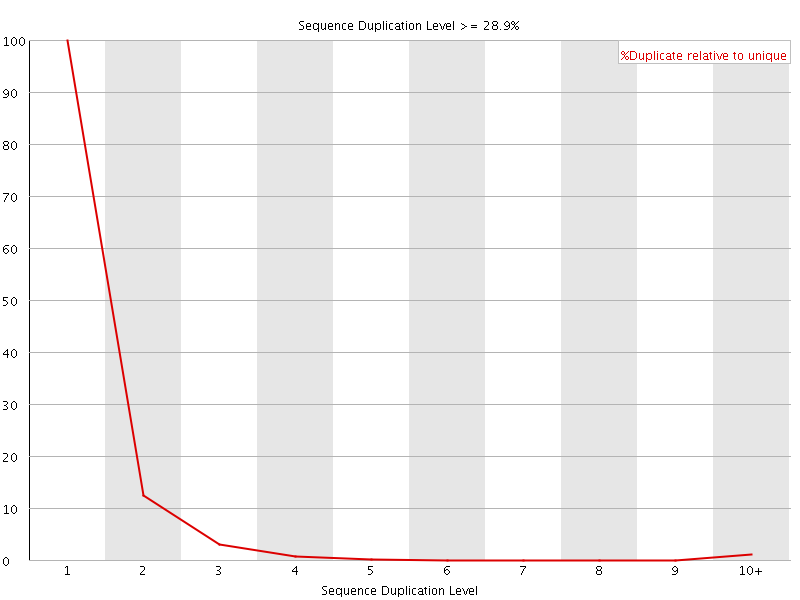 Sequence Duplication Level >= 28.9%
%Duplicate relative to unique
100
90
80
70
60
50
40
30
20
10
0
1 2 3 4 5 6 7 8 9 10+
Sequence Duplication Level